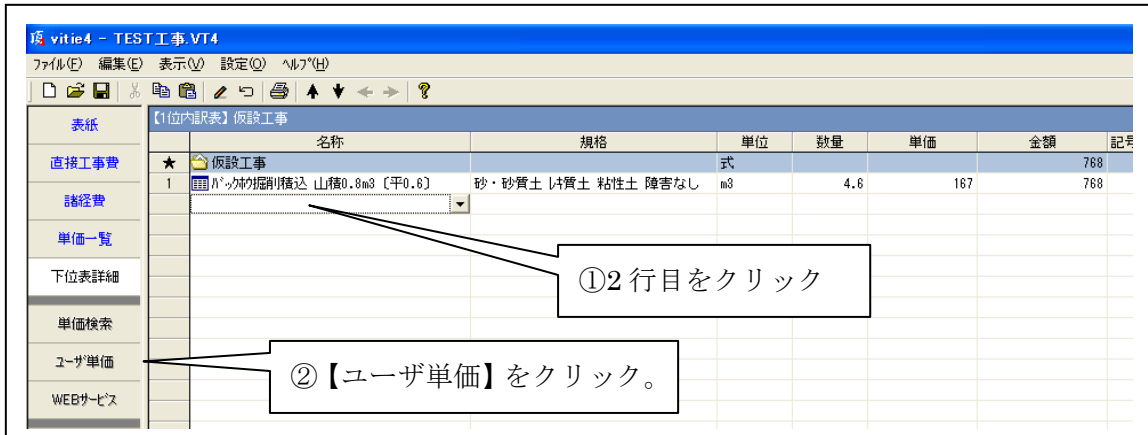 vitie4 - TEST工事.VT4
ﾌｧｲﾙ(F) 編集(E) 表示(V) 設定(O) ﾍﾙﾌﾟ(H)
表紙
直接工事費
諸経費
単価一覧
下位表詳細
単価検索
ﾕｰｻﾞ単価
WEBｻｰﾋﾞｽ
【1位内訳表】仮設工事
名称 規格 単位 数量 単価 金額 記号
★ 仮設工事 式 768
1 ﾊﾞｯｸﾎｳ掘削積込 山積0.8m3〔平0.6〕 砂・砂質土 ﾚｷ質土 粘性土 障害なし m3 4.6 167 768
①2行目をクリック
②【ユーザ単価】をクリック。